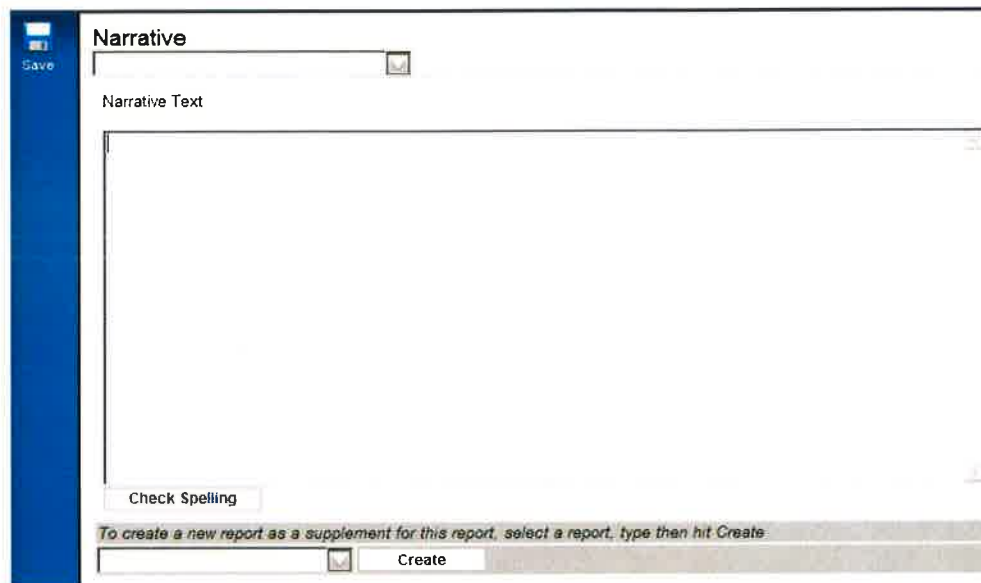 Save
Narrative
Narrative Text
Check Spelling
To create a new report as a supplement for this report, select a report, type then hit Create
Create